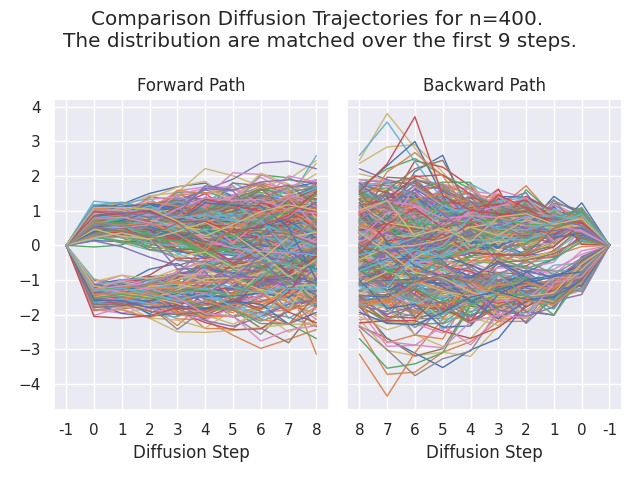 Comparison Diffusion Trajectories for n=400.
The distribution are matched over the first 9 steps.
Forward Path
Backward Path
4
3
2
1
0
−1
−2
−3
−4
-1 0 1 2 3 4 5 6 7 8
8 7 6 5 4 3 2 1 0 -1
Diffusion Step
Diffusion Step